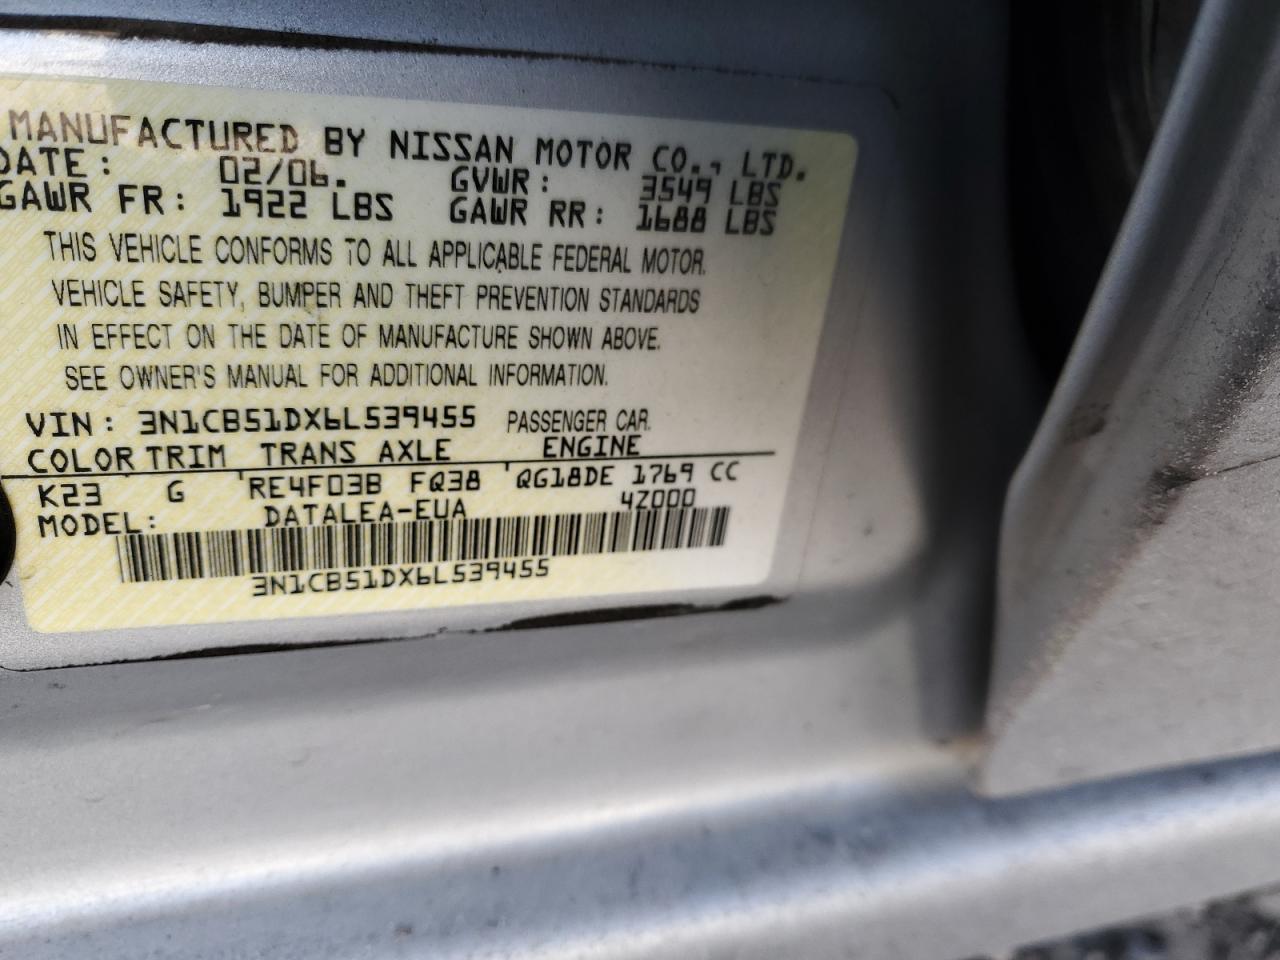 MANUFACTURED BY NISSAN MOTOR CO., LTD.
DATE: 02/06. GVWR: 3549 LBS
GAWR FR: 1922 LBS GAWR RR: 1688 LBS
THIS VEHICLE CONFORMS TO ALL APPLICABLE FEDERAL MOTOR.
VEHICLE SAFETY, BUMPER AND THEFT PREVENTION STANDARDS
IN EFFECT ON THE DATE OF MANUFACTURE SHOWN ABOVE.
SEE OWNER'S MANUAL FOR ADDITIONAL INFORMATION.
VIN: 3N1CB51DX6L539455 PASSENGER CAR.
COLOR TRIM TRANS AXLE ENGINE
K23 G RE4F03B FQ38 QG18DE 1769 CC
MODEL: DATALEA-EUA 4Z000
3N1CB51DX6L539455